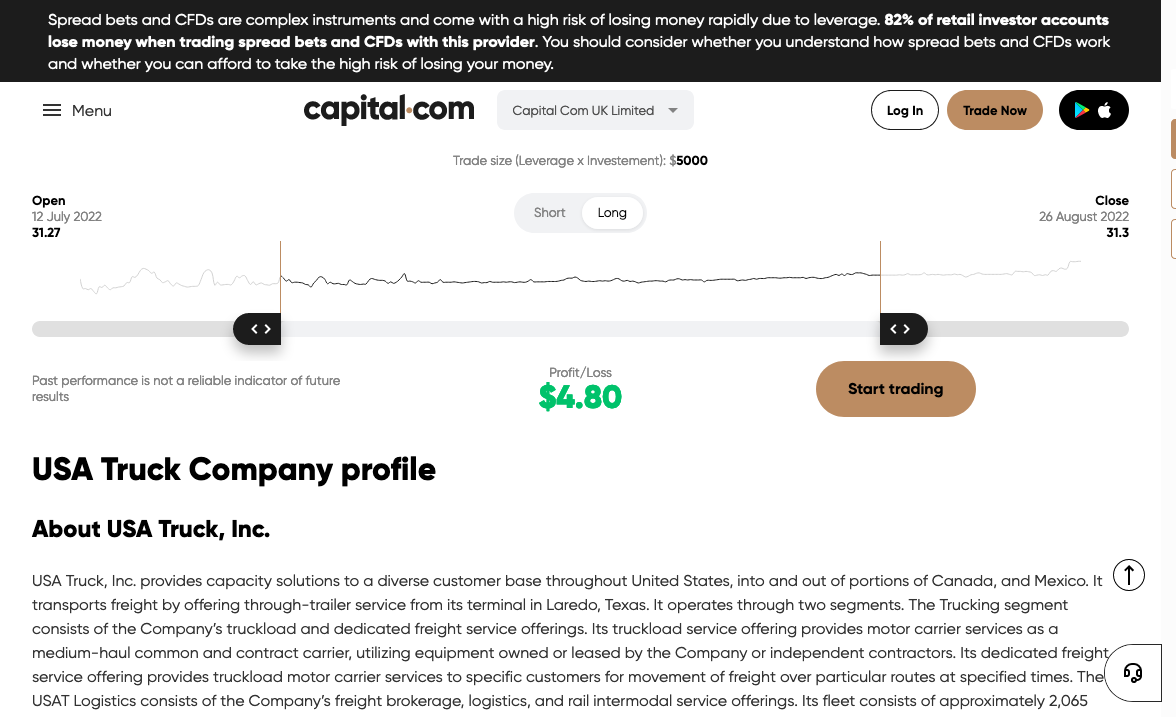 Spread bets and CFDs are complex instruments and come with a high risk of losing money rapidly due to leverage. 82% of retail investor accounts
lose money when trading spread bets and CFDs with this provider. You should consider whether you understand how spread bets and CFDs work
and whether you can afford to take the high risk of losing your money.
Menu
capital.com
Capital Com UK Limited
Log In
Trade Now
Trade size (Leverage x Investement): $5000
Open
12 July 2022
31.27
Short
Long
Close
26 August 2022
31.3
Past performance is not a reliable indicator of future
results
Profit/Loss
$4.80
Start trading
USA Truck Company profile
About USA Truck, Inc.
USA Truck, Inc. provides capacity solutions to a diverse customer base throughout United States, into and out of portions of Canada, and Mexico. It
transports freight by offering through-trailer service from its terminal in Laredo, Texas. It operates through two segments. The Trucking segment
consists of the Company's truckload and dedicated freight service offerings. Its truckload service offering provides motor carrier services as a
medium-haul common and contract carrier, utilizing equipment owned or leased by the Company or independent contractors. Its dedicated freight
service offering provides truckload motor carrier services to specific customers for movement of freight over particular routes at specified times. The
USAT Logistics consists of the Company's freight brokerage, logistics, and rail intermodal service offerings. Its fleet consists of approximately 2,065